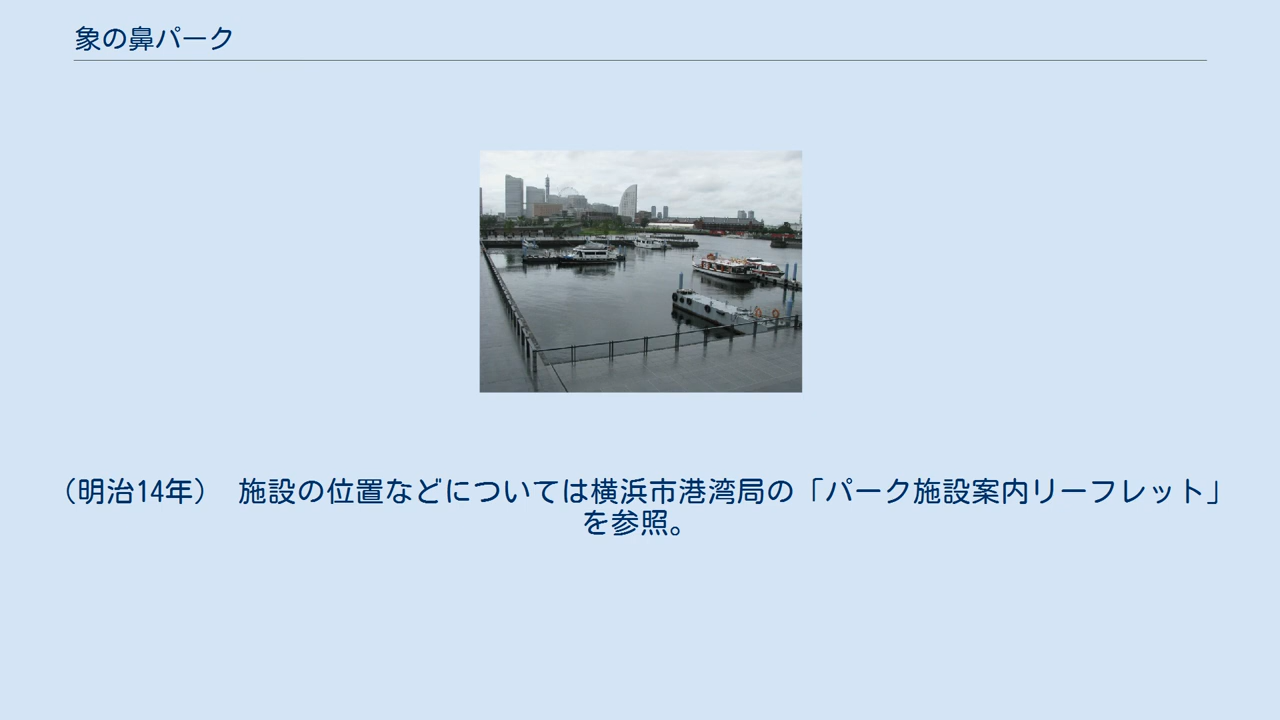 象の鼻パーク
（明治14年）　施設の位置などについては横浜市港湾局の「パーク施設案内リーフレット」
を参照。